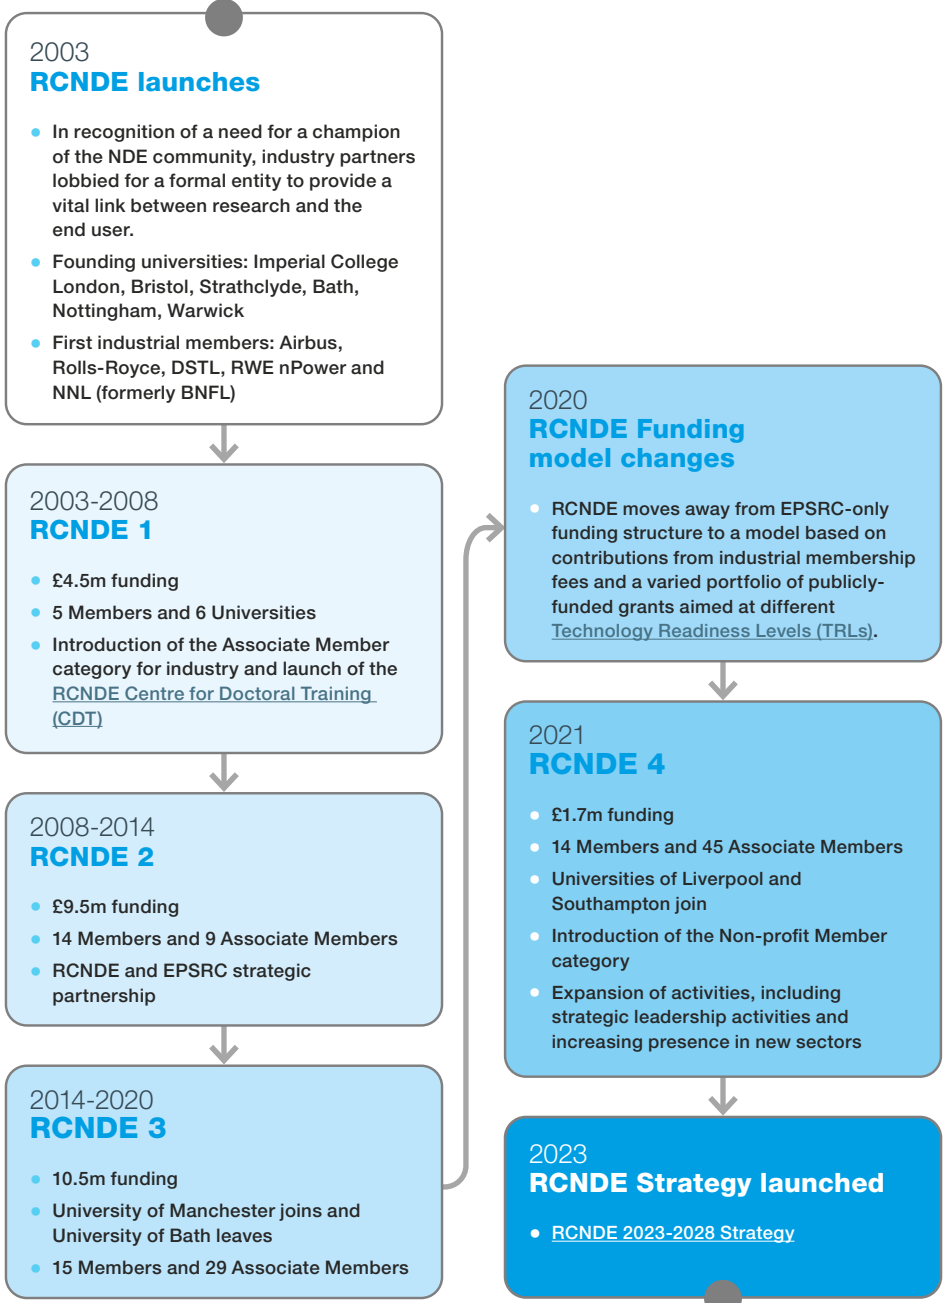 2003
RCNDE launches
• In recognition of a need for a champion
of the NDE community, industry partners
lobbied for a formal entity to provide a
vital link between research and the
end user.
• Founding universities: Imperial College
London, Bristol, Strathclyde, Bath,
Nottingham, Warwick
• First industrial members: Airbus,
Rolls-Royce, DSTL, RWE nPower and
NNL (formerly BNFL)
2003-2008
RCNDE 1
• £4.5m funding
• 5 Members and 6 Universities
• Introduction of the Associate Member
category for industry and launch of the
RCNDE Centre for Doctoral Training
(CDT)
2008-2014
RCNDE 2
• £9.5m funding
• 14 Members and 9 Associate Members
• RCNDE and EPSRC strategic
partnership
2014-2020
RCNDE 3
• 10.5m funding
• University of Manchester joins and
University of Bath leaves
• 15 Members and 29 Associate Members
2020
RCNDE Funding
model changes
• RCNDE moves away from EPSRC-only
funding structure to a model based on
contributions from industrial membership
fees and a varied portfolio of publicly-
funded grants aimed at different
Technology Readiness Levels (TRLs).
2021
RCNDE 4
• £1.7m funding
• 14 Members and 45 Associate Members
• Universities of Liverpool and
Southampton join
• Introduction of the Non-profit Member
category
• Expansion of activities, including
strategic leadership activities and
increasing presence in new sectors
2023
RCNDE Strategy launched
• RCNDE 2023-2028 Strategy